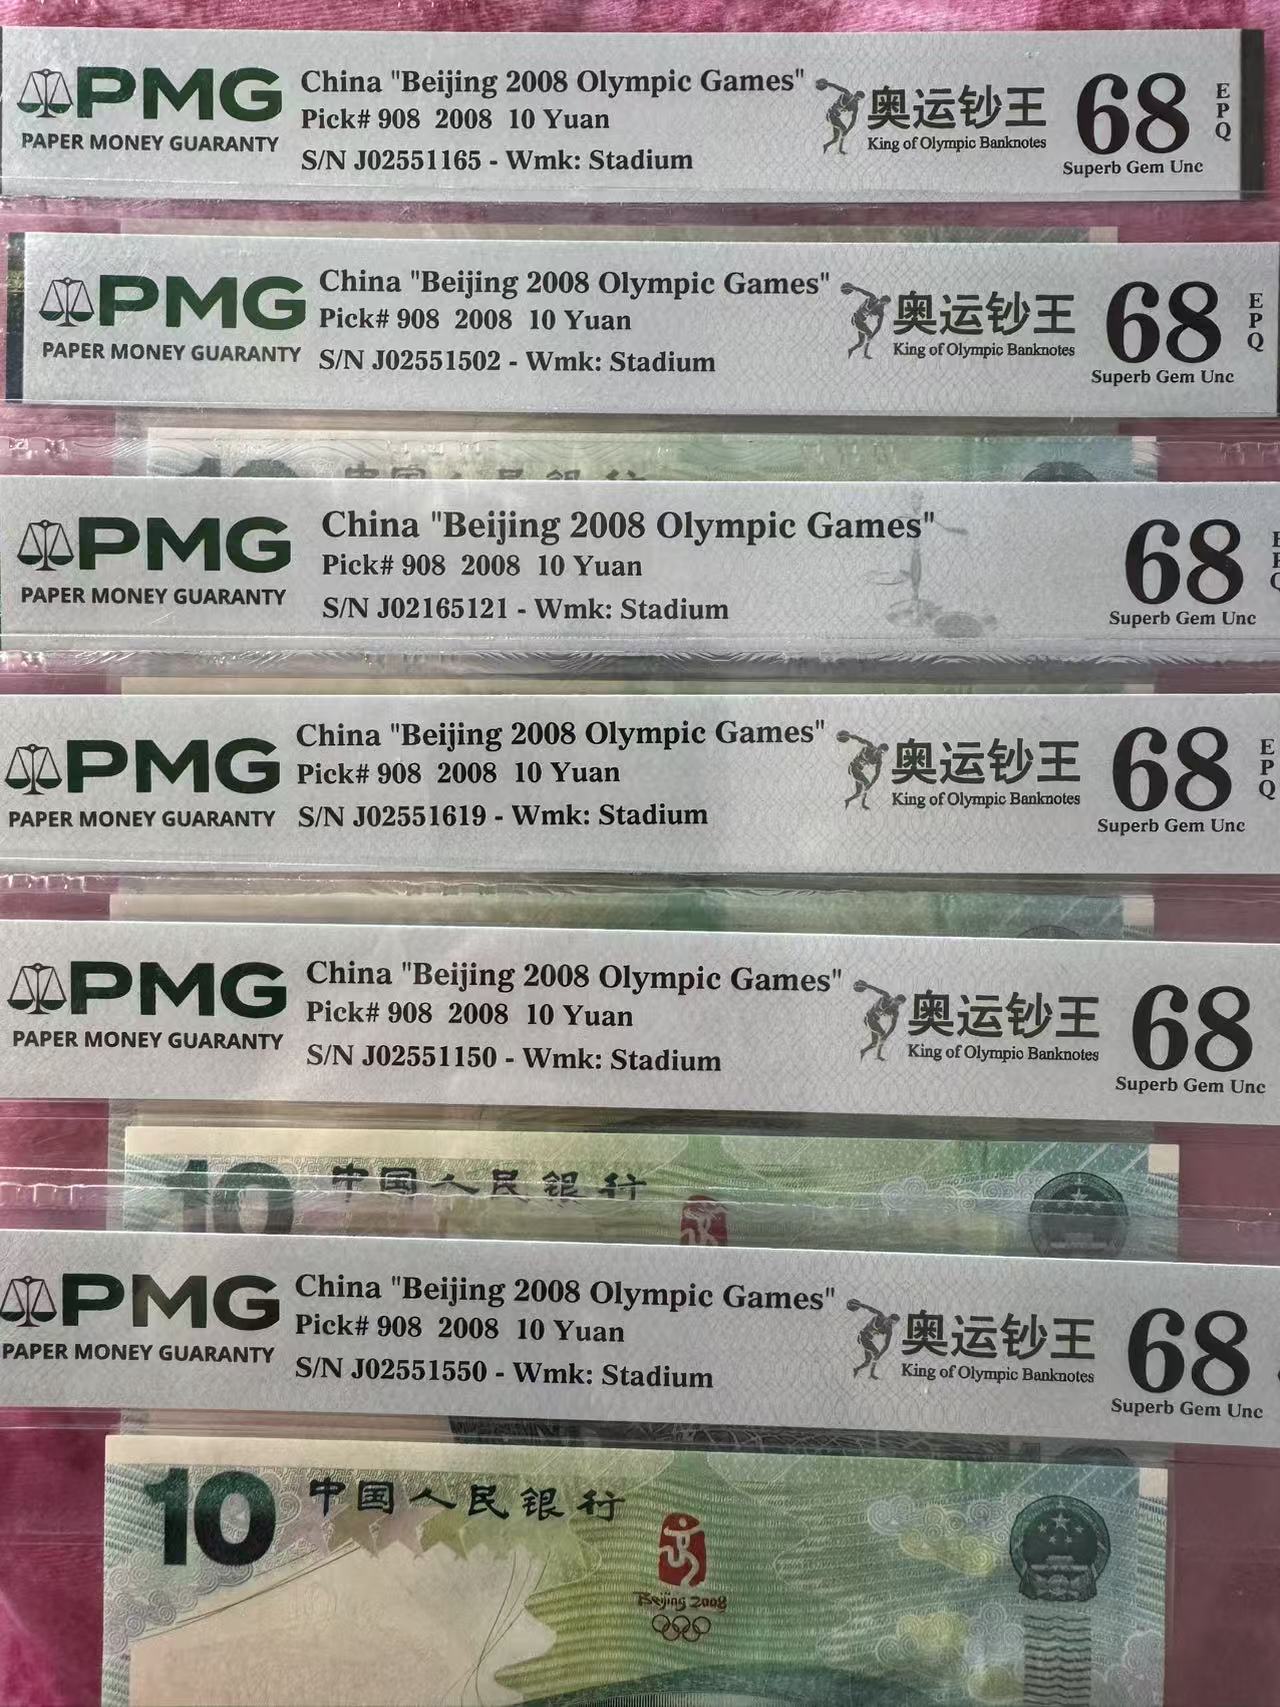 PMG
PAPER MONEY GUARANTY
China "Beijing 2008 Olympic Games"
Pick# 908 2008 10 Yuan
S/N J02551165 - Wmk: Stadium
奥运钞王
King of Olympic Banknotes
68
Superb Gem Unc
EPQ
PMG
PAPER MONEY GUARANTY
China "Beijing 2008 Olympic Games"
Pick# 908 2008 10 Yuan
S/N J02551502 - Wmk: Stadium
奥运钞王
King of Olympic Banknotes
68
Superb Gem Unc
EPQ
10 中国人民银行
PMG
PAPER MONEY GUARANTY
China "Beijing 2008 Olympic Games"
Pick# 908 2008 10 Yuan
S/N J02165121 - Wmk: Stadium
68
Superb Gem Unc
EPQ
PMG
PAPER MONEY GUARANTY
China "Beijing 2008 Olympic Games"
Pick# 908 2008 10 Yuan
S/N J02551619 - Wmk: Stadium
奥运钞王
King of Olympic Banknotes
68
Superb Gem Unc
EPQ
PMG
PAPER MONEY GUARANTY
China "Beijing 2008 Olympic Games"
Pick# 908 2008 10 Yuan
S/N J02551150 - Wmk: Stadium
奥运钞王
King of Olympic Banknotes
68
Superb Gem Unc
10 中国人民银行
PMG
PAPER MONEY GUARANTY
China "Beijing 2008 Olympic Games"
Pick# 908 2008 10 Yuan
S/N J02551550 - Wmk: Stadium
奥运钞王
King of Olympic Banknotes
68
Superb Gem Unc
10 中国人民银行
Beijing 2008